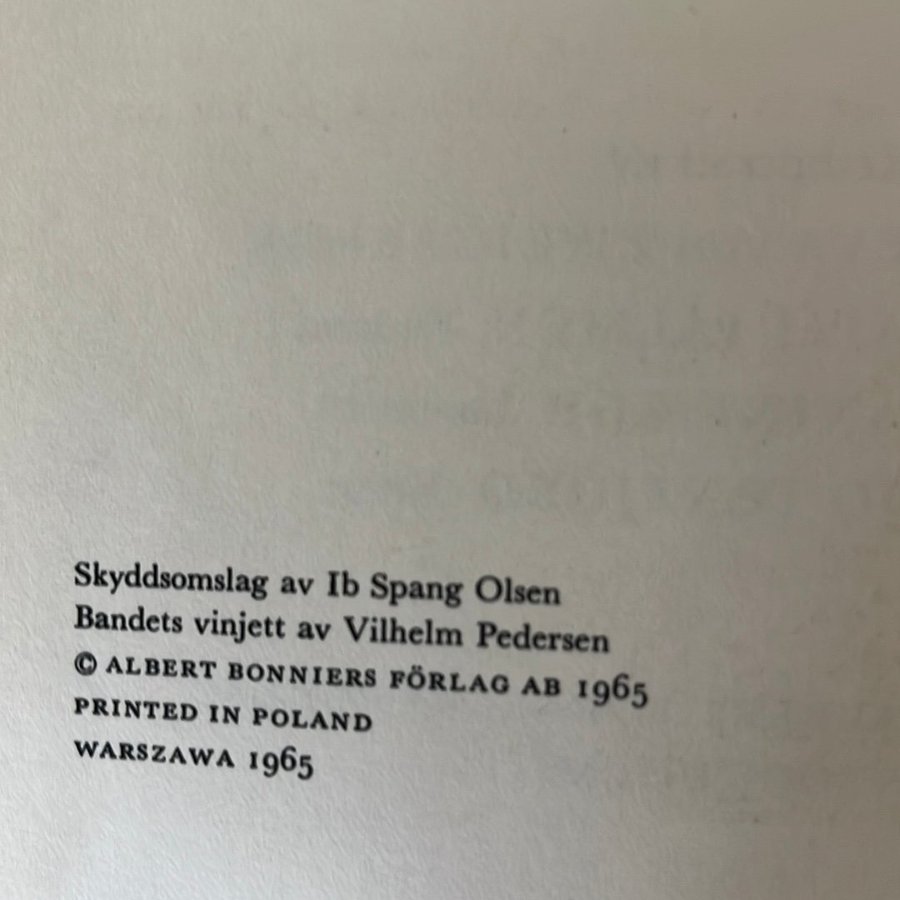 Skyddsomslag av Ib Spang Olsen
Bandets vinjett av Vilhelm Pedersen
© ALBERT BONNIERS FÖRLAG AB 1965
PRINTED IN POLAND
WARSZAWA 1965